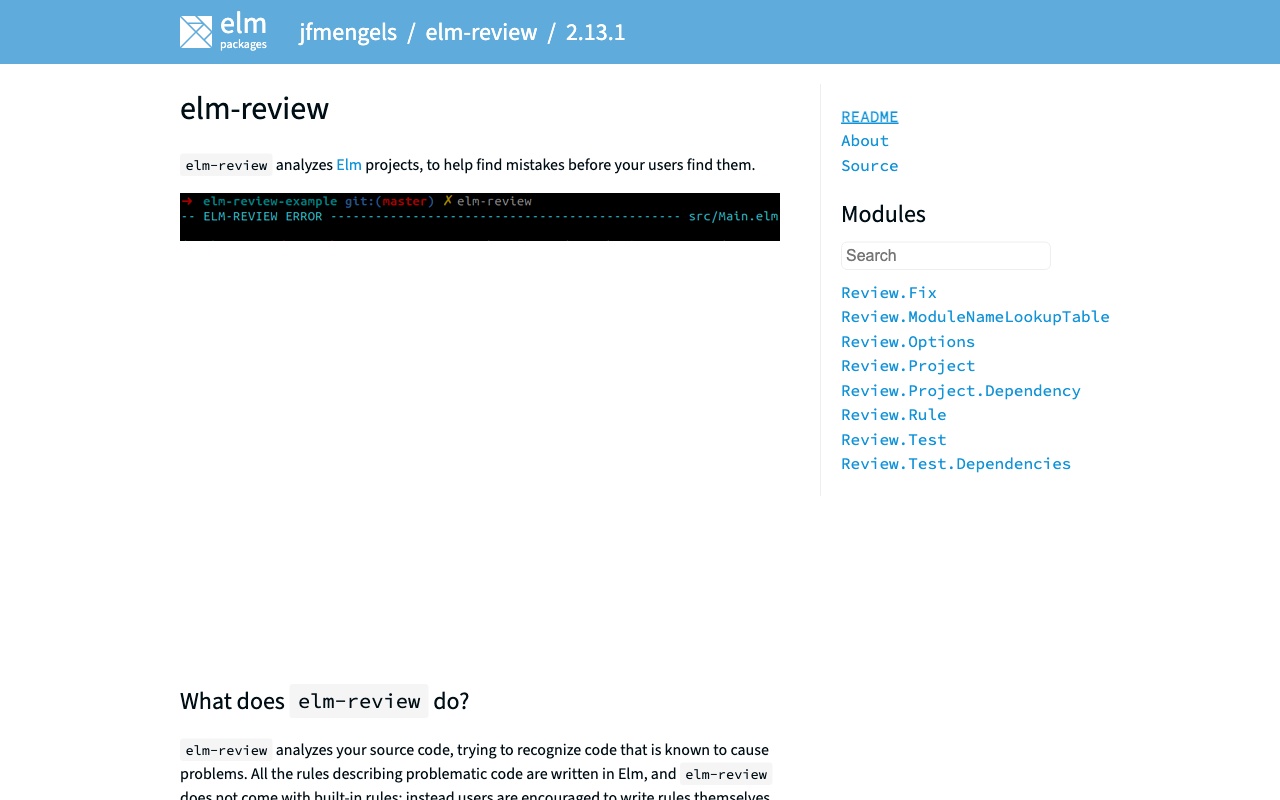 elm
packages
jfmengels / elm-review / 2.13.1
elm-review
elm-review analyzes Elm projects, to help find mistakes before your users find them.
➜ elm-review-example git:(master) ✗ elm-review
-- ELM-REVIEW ERROR ----------------------------------------------- src/Main.elm
What does elm-review do?
elm-review analyzes your source code, trying to recognize code that is known to cause
problems. All the rules describing problematic code are written in Elm, and elm-review
does not come with built-in rules; instead users are encouraged to write rules themselves
README
About
Source
Modules
Search
Review.Fix
Review.ModuleNameLookupTable
Review.Options
Review.Project
Review.Project.Dependency
Review.Rule
Review.Test
Review.Test.Dependencies